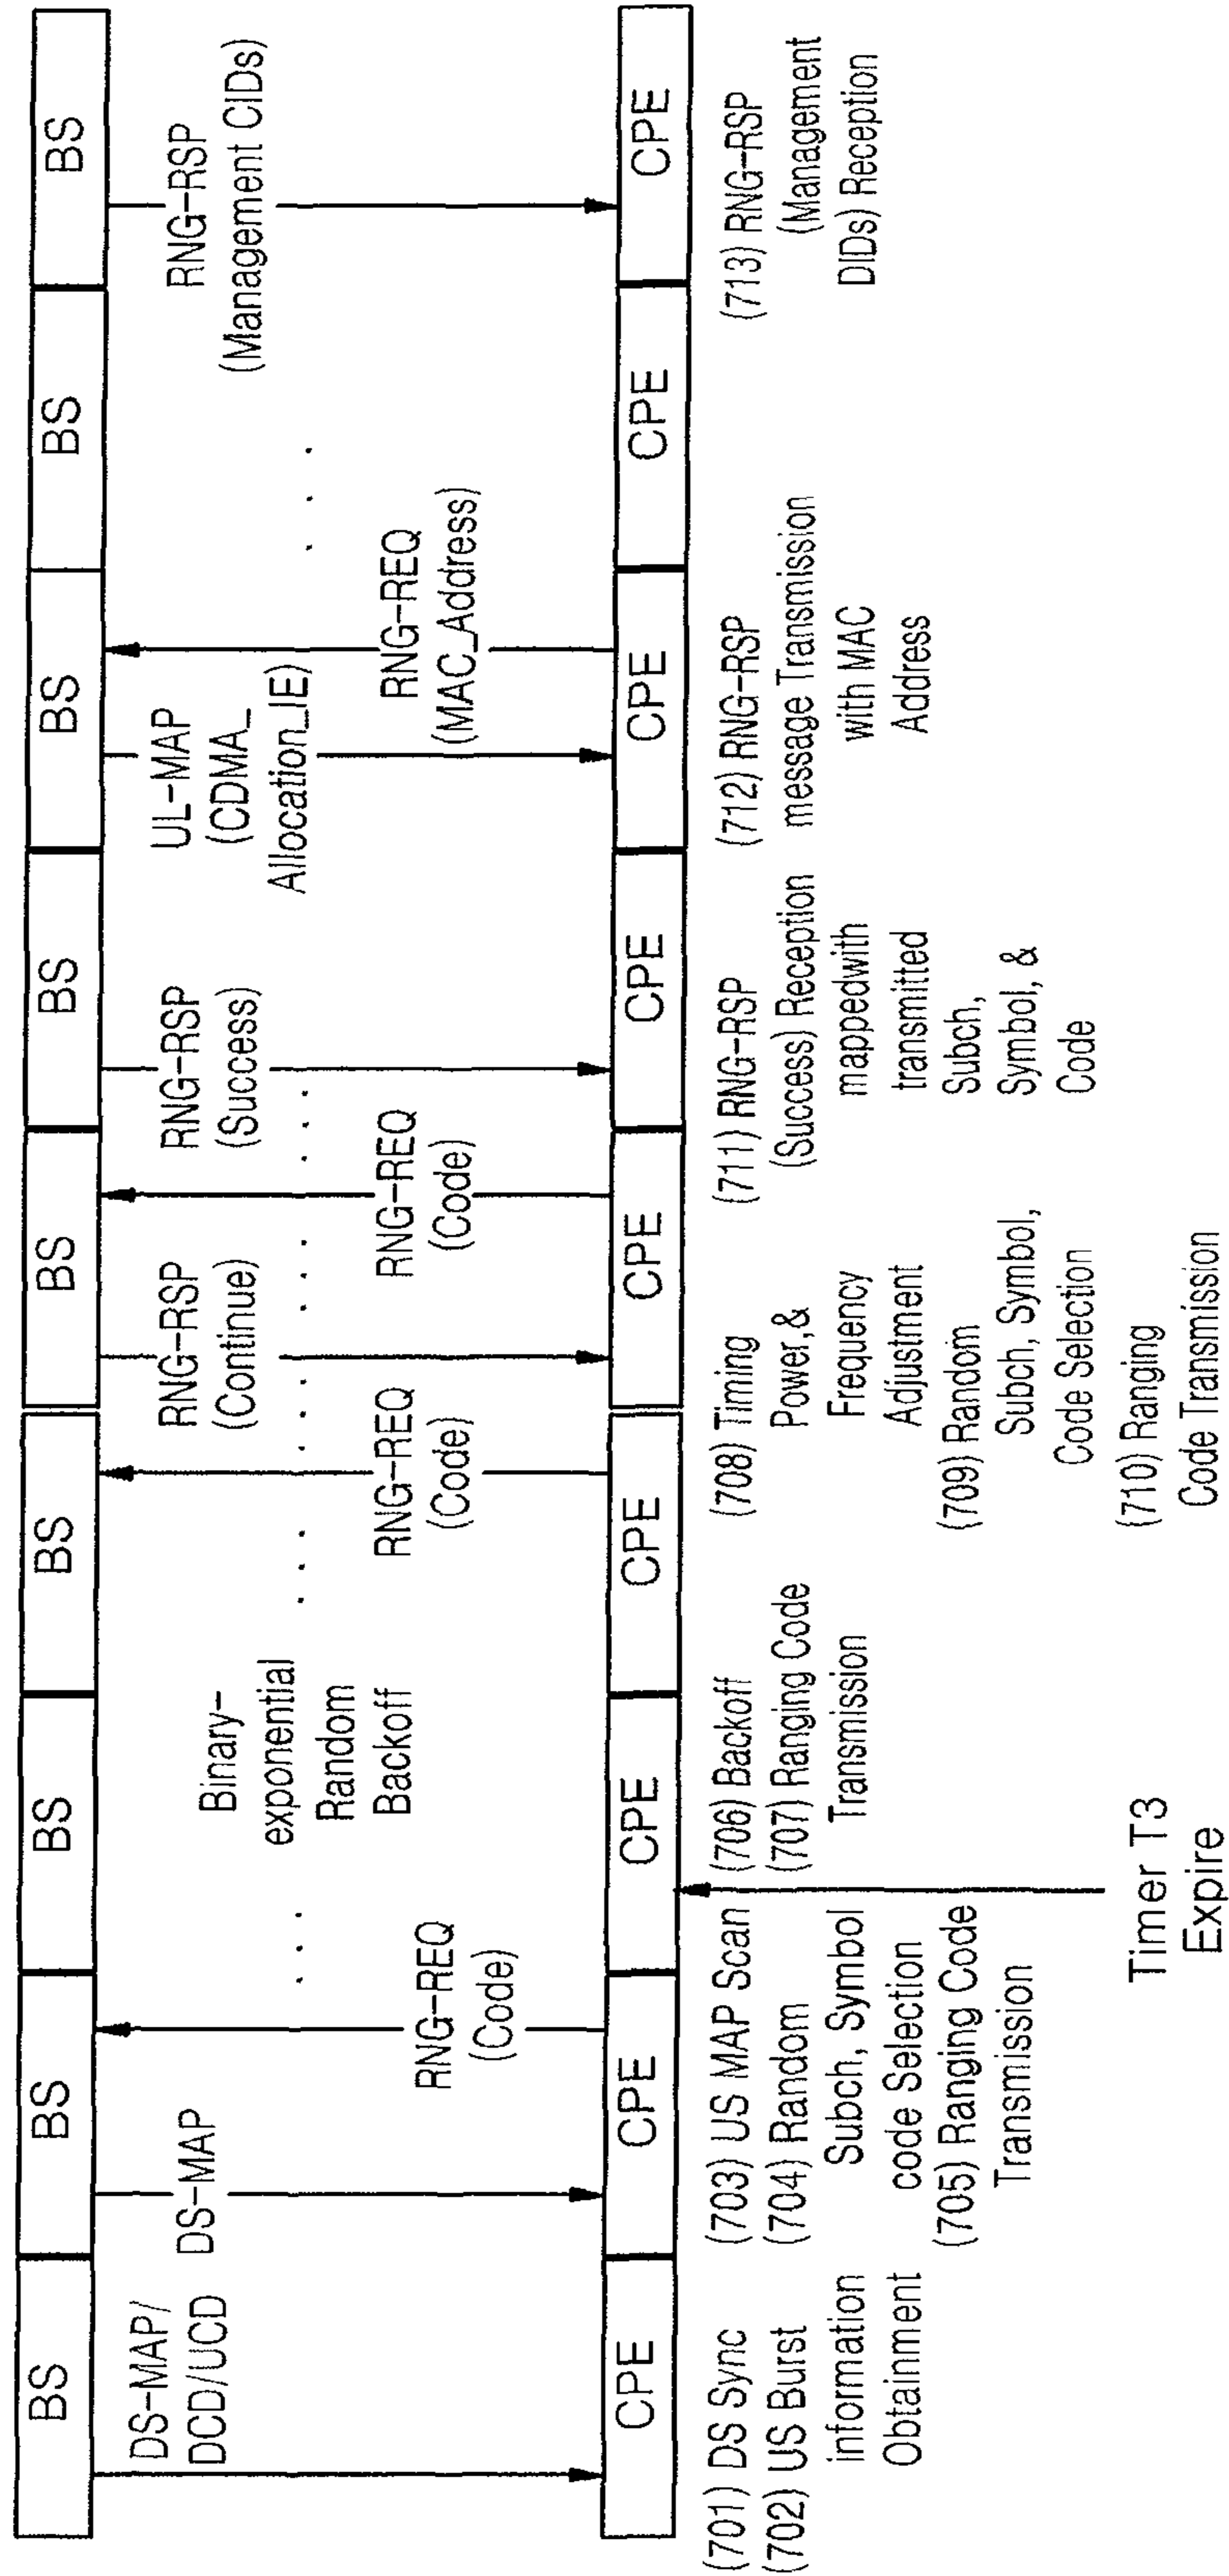 BS
BS
BS
BS
BS
BS
BS
BS
BS
DS-MAP/
DCD/UCD
DS-MAP
RNG-REQ
(Code)
Binary-
exponential
Random
Backoff
RNG-REQ
(Code)
RNG-RSP
(Continue)
RNG-REQ
(Code)
RNG-RSP
(Success)
UL-MAP
(CDMA_
Allocation_IE)
RNG-REQ
(MAC_Address)
RNG-RSP
(Management CIDs)
CPE
CPE
CPE
CPE
CPE
CPE
CPE
CPE
CPE
(701) DS Sync
(702) US Burst
information
Obtainment
(703) US MAP Scan
(704) Random
Subch, Symbol
code Selection
(705) Ranging Code
Transmission
Timer T3
Expire
(706) Backoff
(707) Ranging Code
Transmission
(708) Timing
Power,&
Frequency
Adjustment
(709) Random
Subch, Symbol,
Code Selection
(710) Ranging
Code Transmission
(711) RNG-RSP
(Success) Reception
mappedwith
transmitted
Subch,
Symbol, &
Code
(712) RNG-RSP
message Transmission
with MAC
Address
(713) RNG-RSP
(Management
DIDs) Reception